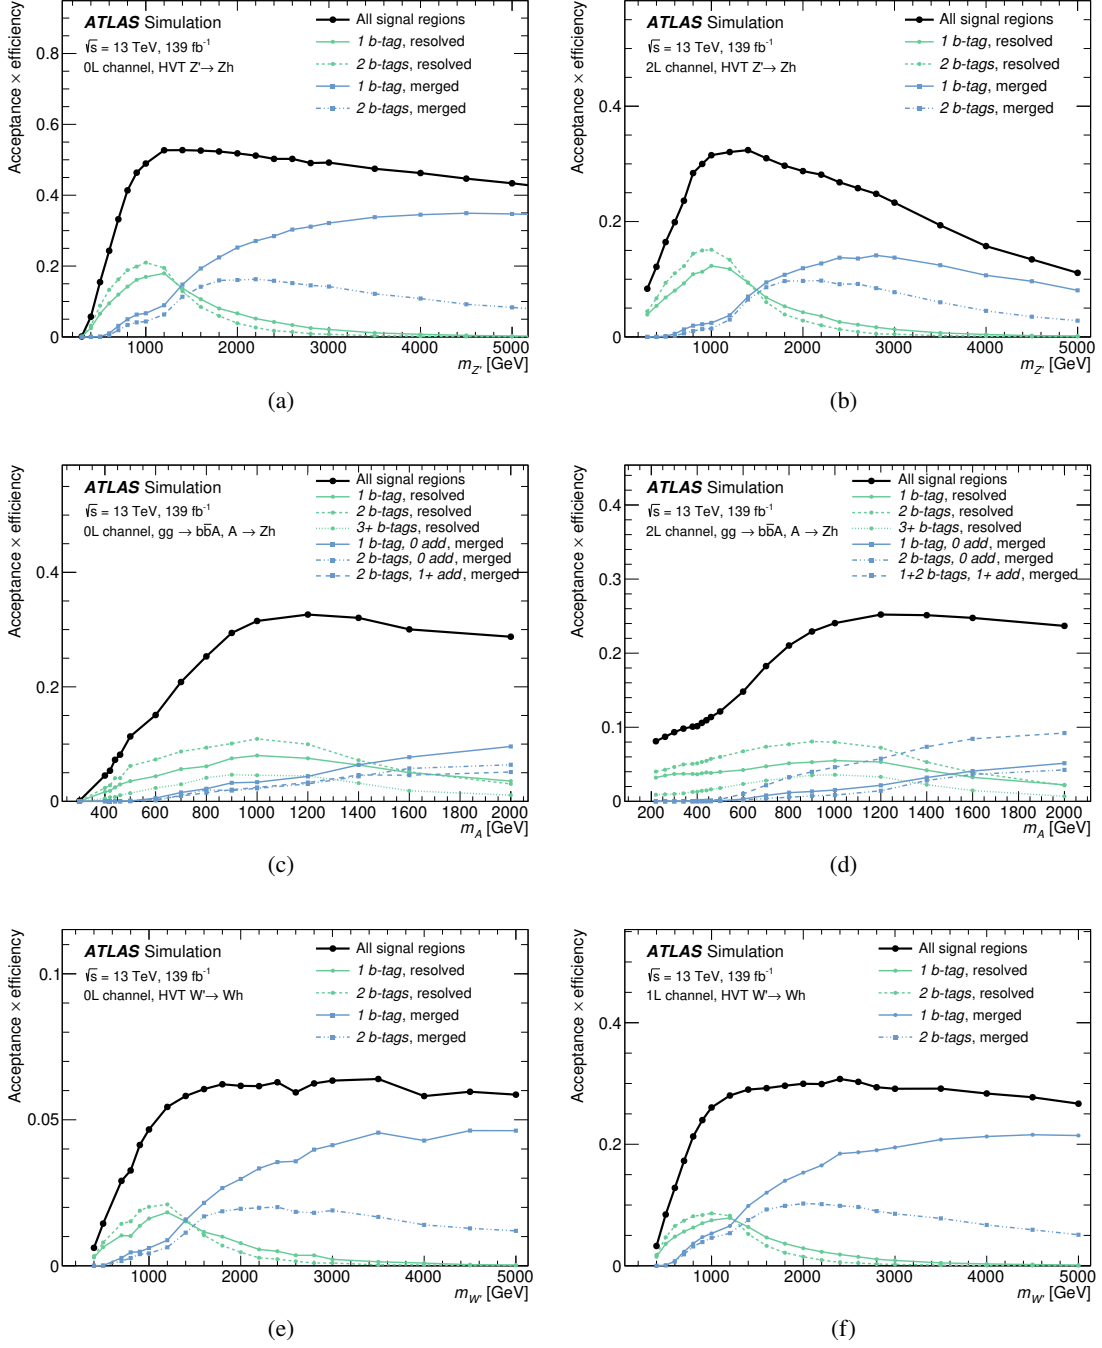 ATLAS Simulation
√s = 13 TeV, 139 fb⁻¹
0L channel, HVT Z'→ Zh
All signal regions
1 b-tag, resolved
2 b-tags, resolved
1 b-tag, merged
2 b-tags, merged
Acceptance × efficiency
0.8
0.6
0.4
0.2
0
1000 2000 3000 4000 5000
m_Z' [GeV]
(a)
ATLAS Simulation
√s = 13 TeV, 139 fb⁻¹
2L channel, HVT Z'→ Zh
All signal regions
1 b-tag, resolved
2 b-tags, resolved
1 b-tag, merged
2 b-tags, merged
Acceptance × efficiency
0.4
0.2
0
1000 2000 3000 4000 5000
m_Z' [GeV]
(b)
ATLAS Simulation
√s = 13 TeV, 139 fb⁻¹
0L channel, gg → bb̅A, A → Zh
All signal regions
1 b-tag, resolved
2 b-tags, resolved
3+ b-tags, resolved
1 b-tag, 0 add, merged
2 b-tags, 0 add, merged
2 b-tags, 1+ add, merged
Acceptance × efficiency
0.4
0.2
0
400 600 800 1000 1200 1400 1600 1800 2000
m_A [GeV]
(c)
ATLAS Simulation
√s = 13 TeV, 139 fb⁻¹
2L channel, gg → bb̅A, A → Zh
All signal regions
1 b-tag, resolved
2 b-tags, resolved
3+ b-tags, resolved
1 b-tag, 0 add, merged
2 b-tags, 0 add, merged
1+2 b-tags, 1+ add, merged
Acceptance × efficiency
0.4
0.3
0.2
0.1
0
200 400 600 800 1000 1200 1400 1600 1800 2000
m_A [GeV]
(d)
ATLAS Simulation
√s = 13 TeV, 139 fb⁻¹
0L channel, HVT W'→ Wh
All signal regions
1 b-tag, resolved
2 b-tags, resolved
1 b-tag, merged
2 b-tags, merged
Acceptance × efficiency
0.1
0.05
0
1000 2000 3000 4000 5000
m_W' [GeV]
(e)
ATLAS Simulation
√s = 13 TeV, 139 fb⁻¹
1L channel, HVT W'→ Wh
All signal regions
1 b-tag, resolved
2 b-tags, resolved
1 b-tag, merged
2 b-tags, merged
Acceptance × efficiency
0.4
0.2
0
1000 2000 3000 4000 5000
m_W' [GeV]
(f)